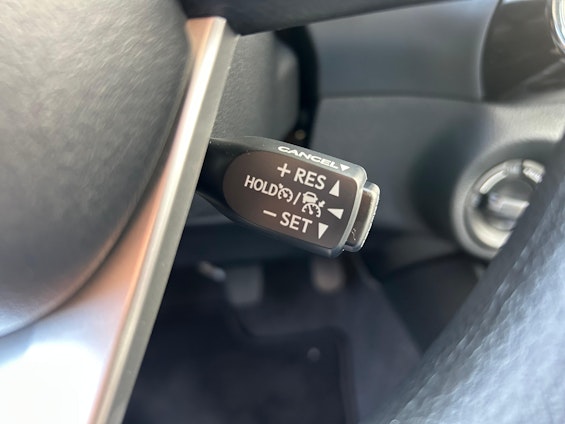 CANCEL▼
+ RES ▲
HOLD / ◀
− SET ▼